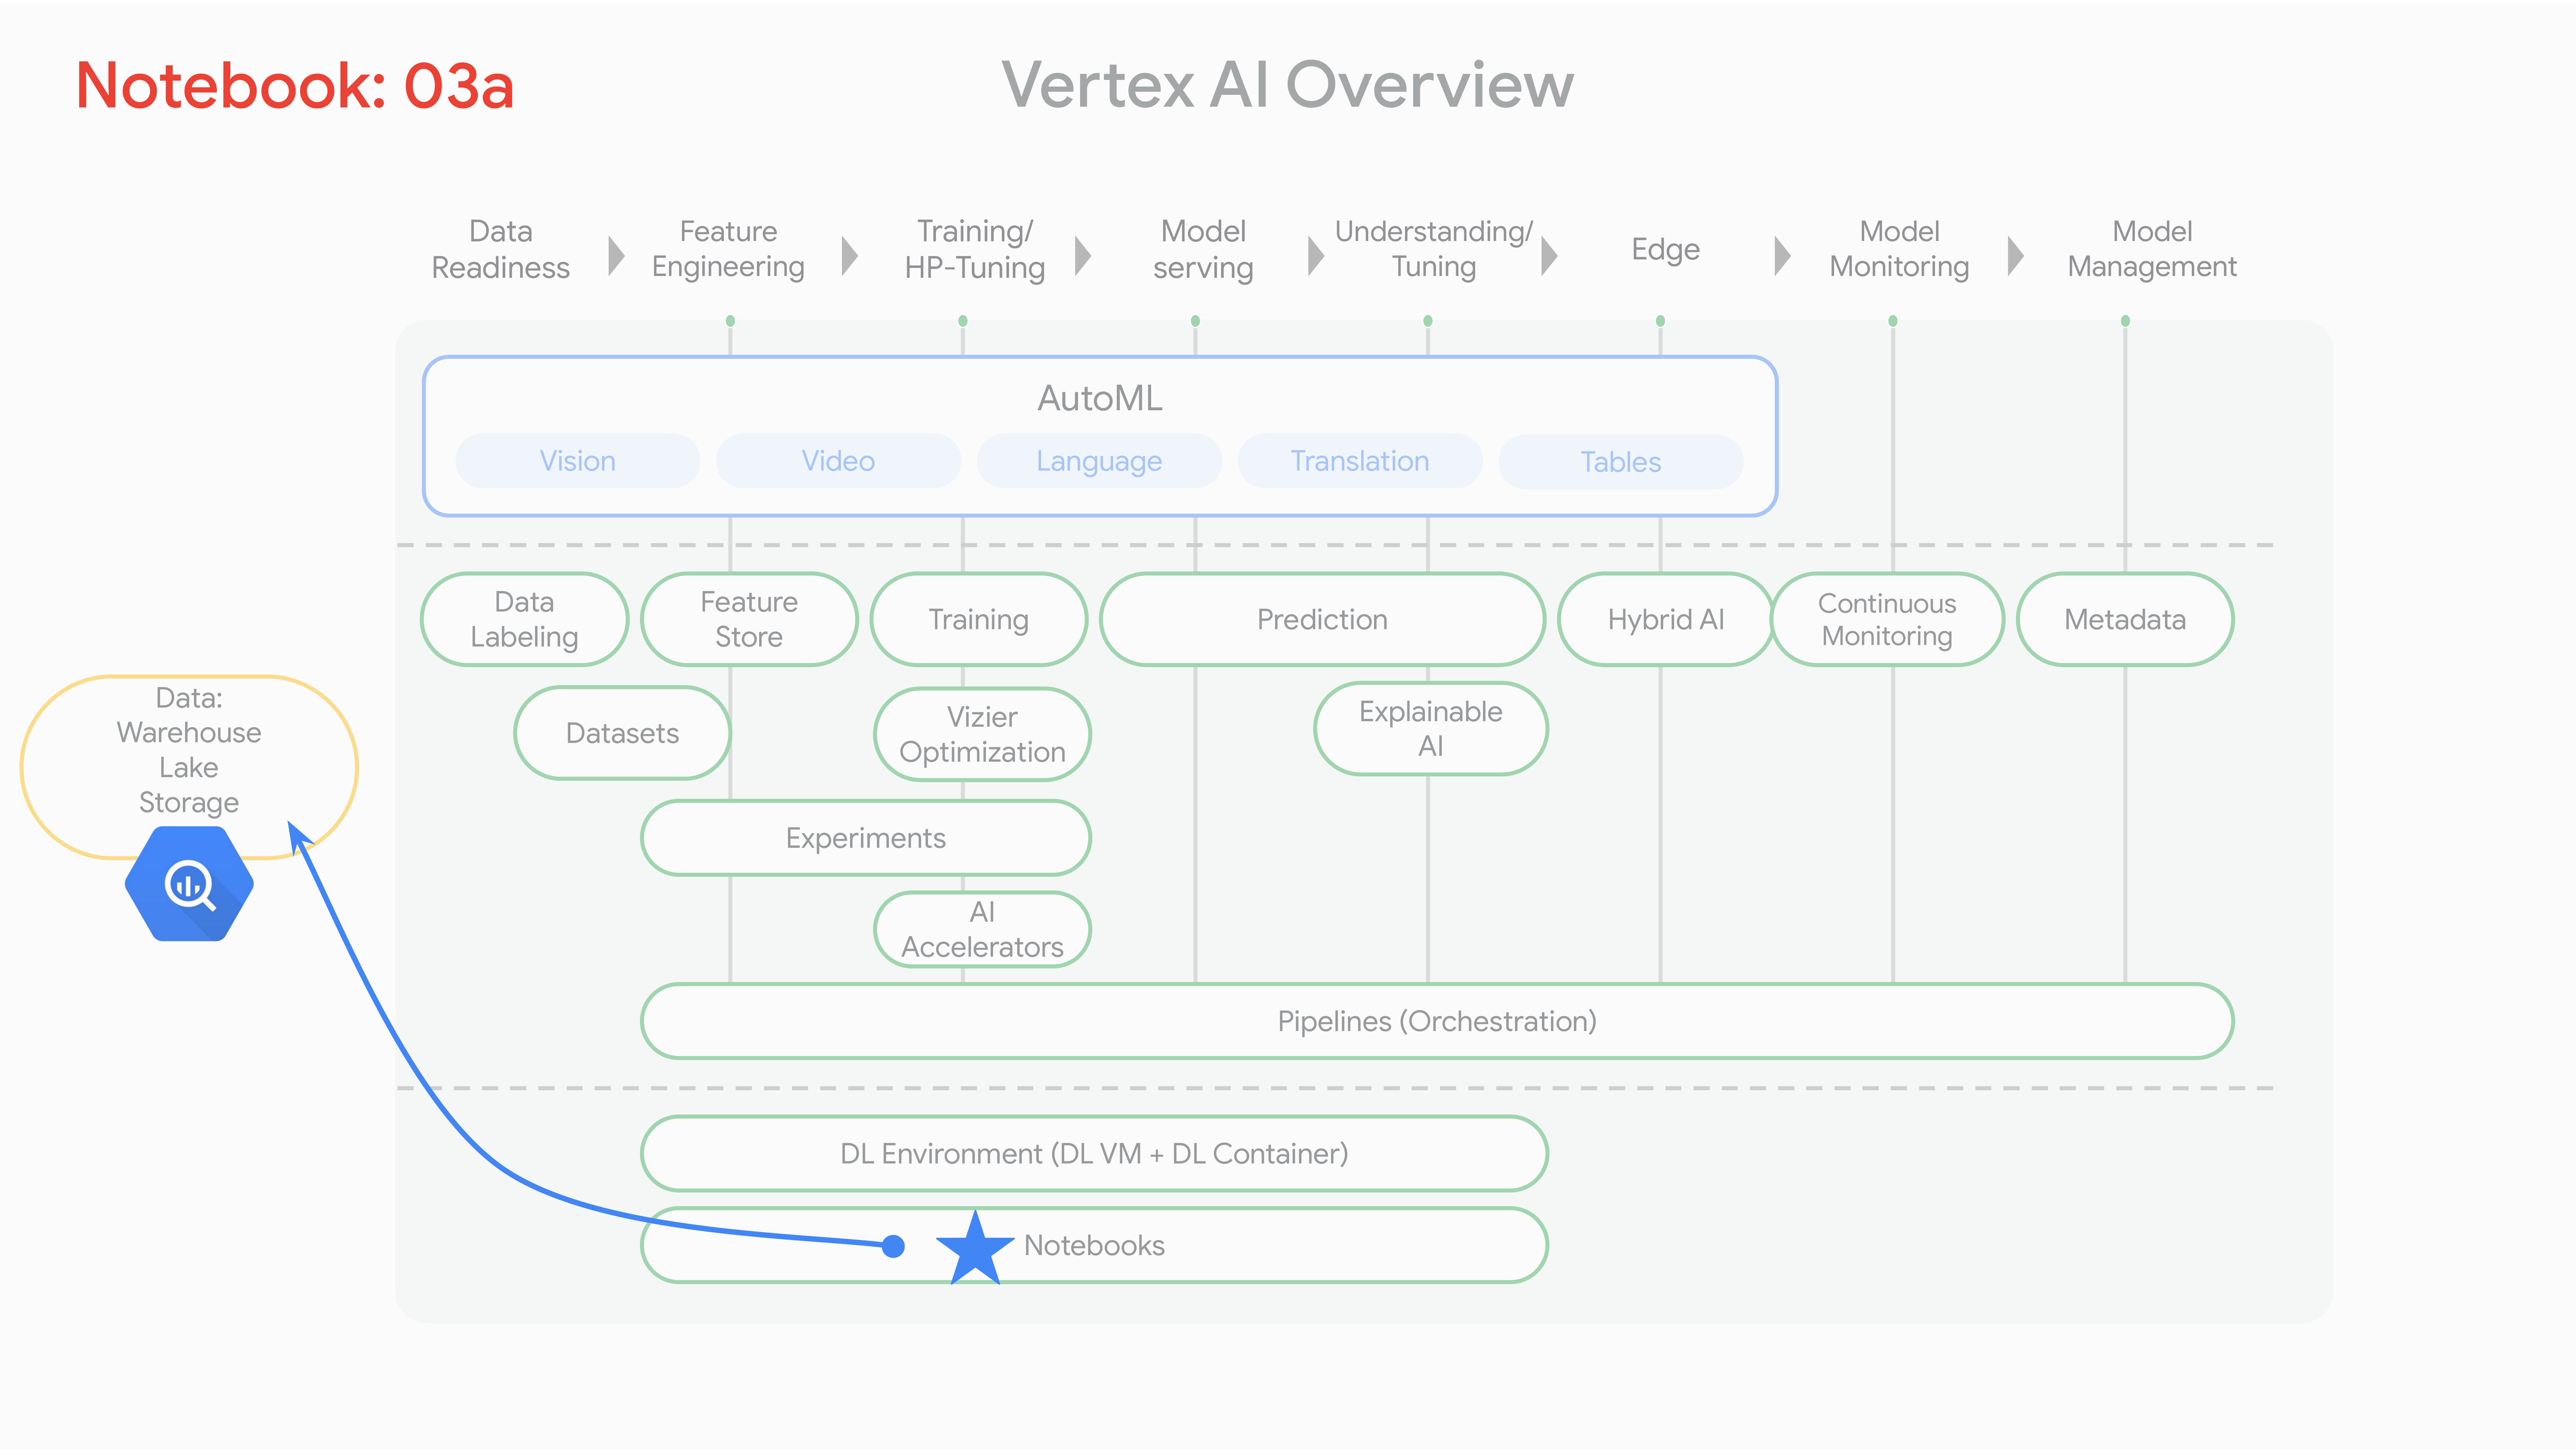 Notebook: 03a
Vertex AI Overview
Data
Readiness
Feature
Engineering
Training/
HP-Tuning
Model
serving
Understanding/
Tuning
Edge
Model
Monitoring
Model
Management
AutoML
Vision
Video
Language
Translation
Tables
Data
Labeling
Feature
Store
Training
Prediction
Hybrid AI
Continuous
Monitoring
Metadata
Data:
Warehouse
Lake
Storage
Datasets
Vizier
Optimization
Explainable
AI
Experiments
AI
Accelerators
Pipelines (Orchestration)
DL Environment (DL VM + DL Container)
Notebooks